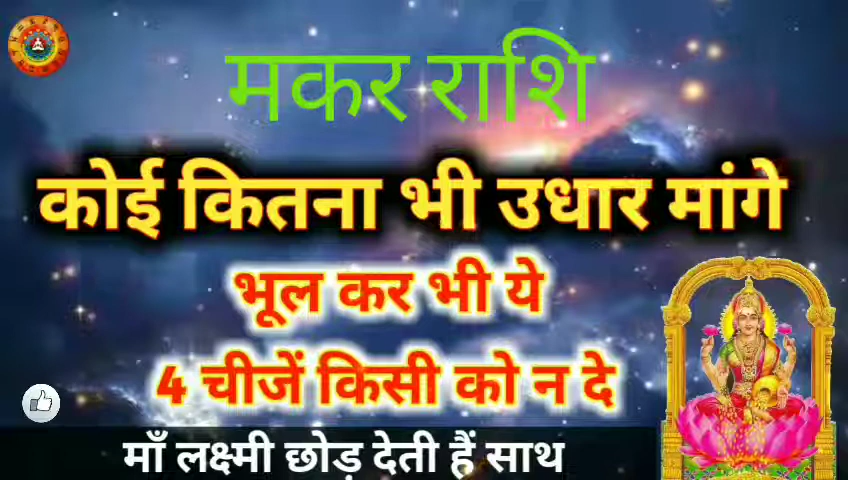 मकर राशि
कोई कितना भी उधार मांगे
भूल कर भी ये
4 चीजें किसी को न दे
माँ लक्ष्मी छोड़ देती हैं साथ